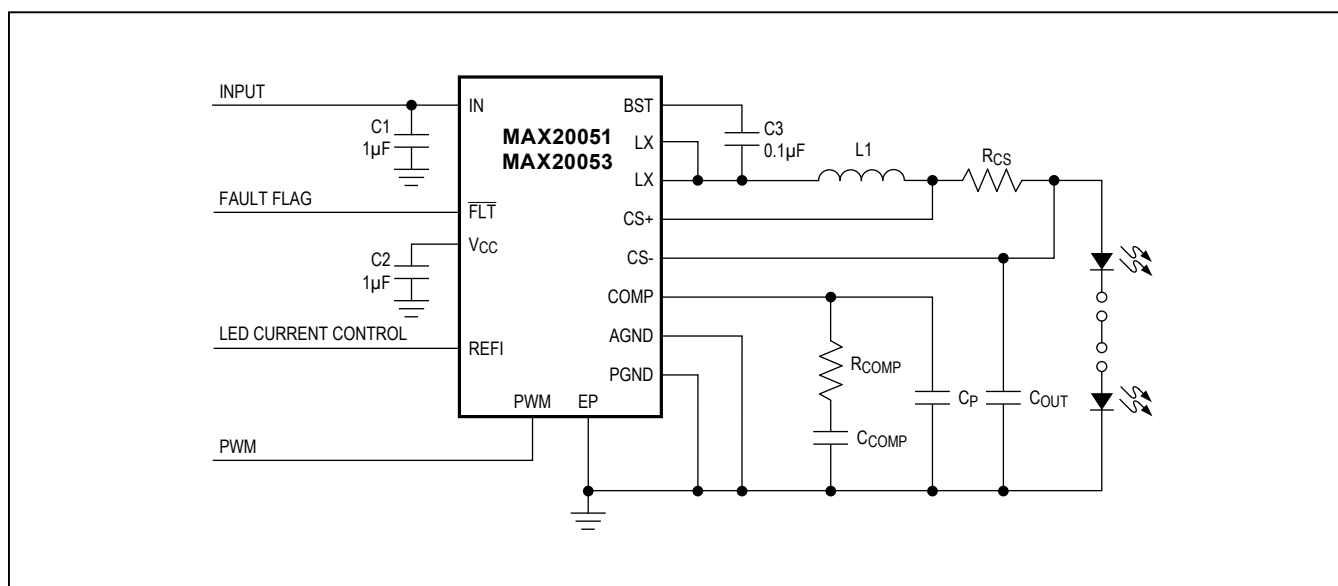 INPUT
C1
1µF
FAULT FLAG
C2
1µF
LED CURRENT CONTROL
PWM
IN
FLT
VCC
REFI
PWM
EP
MAX20051
MAX20053
BST
LX
LX
CS+
CS-
COMP
AGND
PGND
C3
0.1µF
L1
RCS
RCOMP
CCOMP
CP
COUT